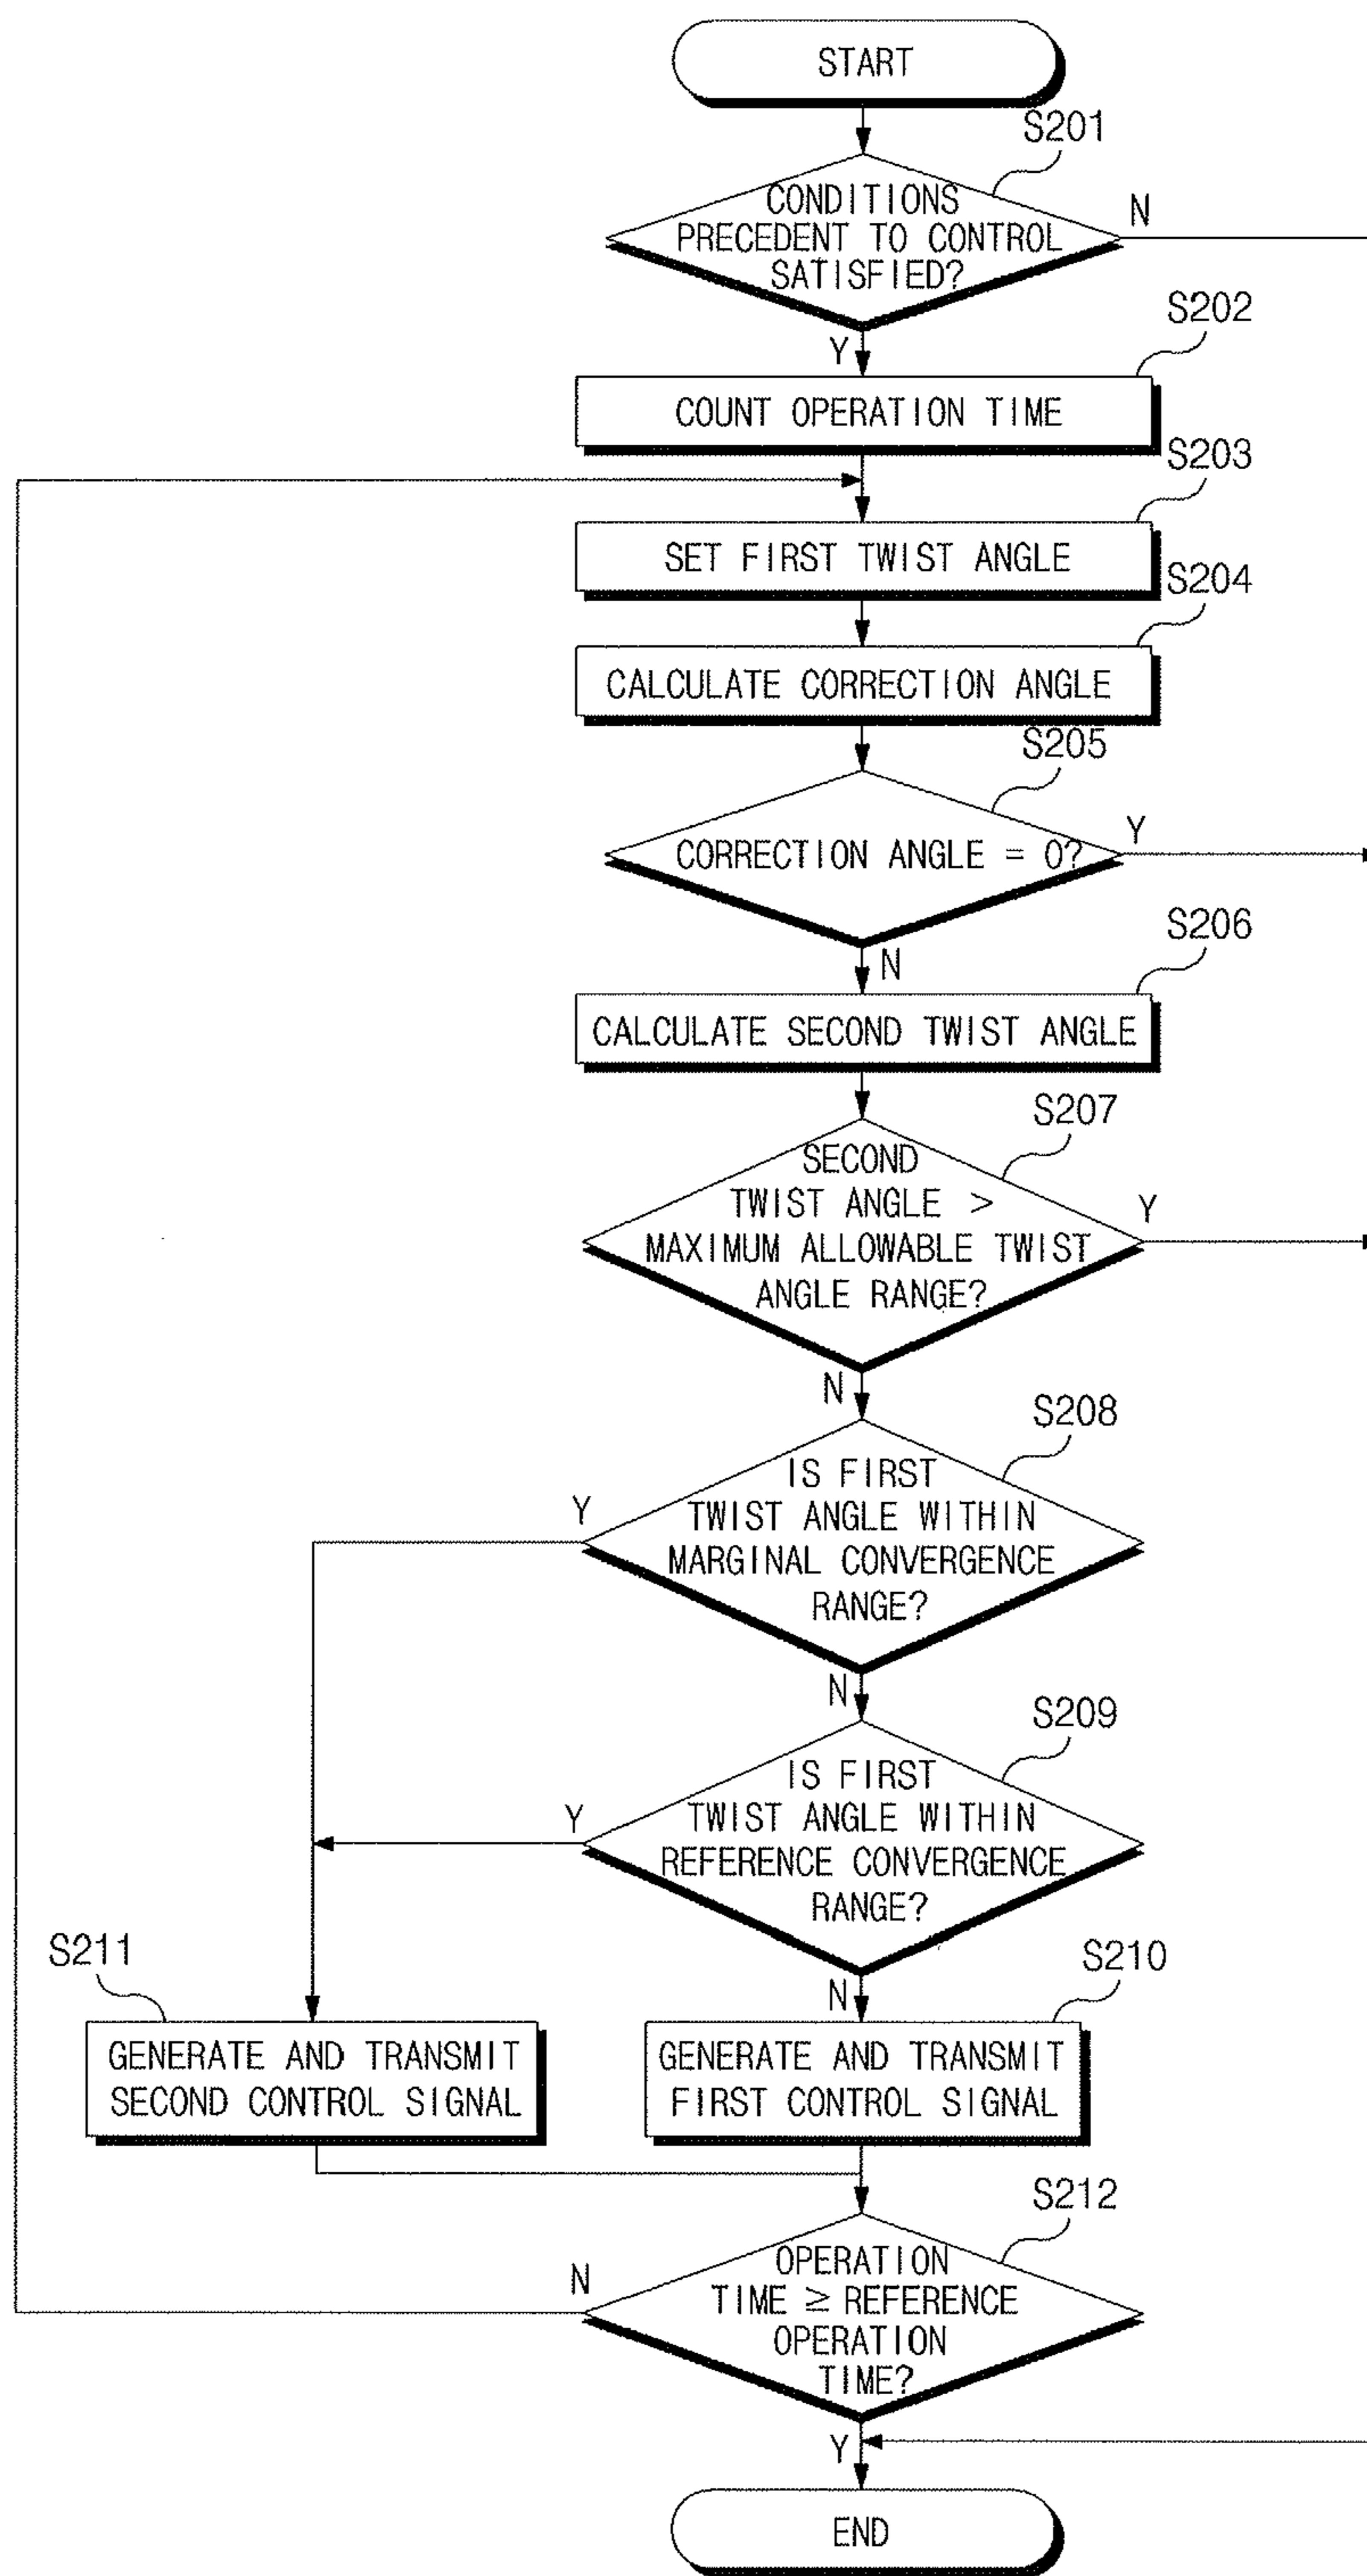 START
S201
CONDITIONS
PRECEDENT TO CONTROL
SATISFIED?
N
Y
S202
COUNT OPERATION TIME
S203
SET FIRST TWIST ANGLE
S204
CALCULATE CORRECTION ANGLE
S205
CORRECTION ANGLE = 0?
Y
N
S206
CALCULATE SECOND TWIST ANGLE
S207
SECOND
TWIST ANGLE >
MAXIMUM ALLOWABLE TWIST
ANGLE RANGE?
Y
N
S208
IS FIRST
TWIST ANGLE WITHIN
MARGINAL CONVERGENCE
RANGE?
Y
N
S209
IS FIRST
TWIST ANGLE WITHIN
REFERENCE CONVERGENCE
RANGE?
Y
N
S211
GENERATE AND TRANSMIT
SECOND CONTROL SIGNAL
S210
GENERATE AND TRANSMIT
FIRST CONTROL SIGNAL
S212
OPERATION
TIME ≥ REFERENCE
OPERATION
TIME?
N
Y
END